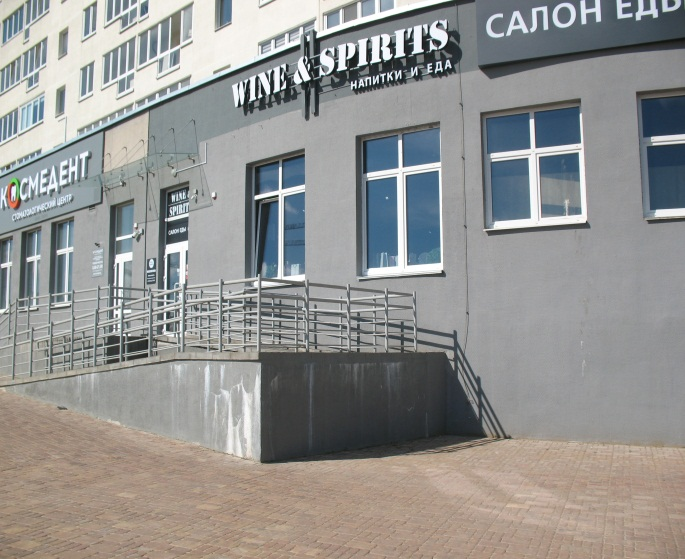 КОСМЕДЕНТ
СТОМАТОЛОГИЧЕСКИЙ ЦЕНТР
WINE &
SPIRITS
САЛОН ЕДЫ
WINE & SPIRITS
НАПИТКИ И ЕДА
САЛОН ЕДЫ